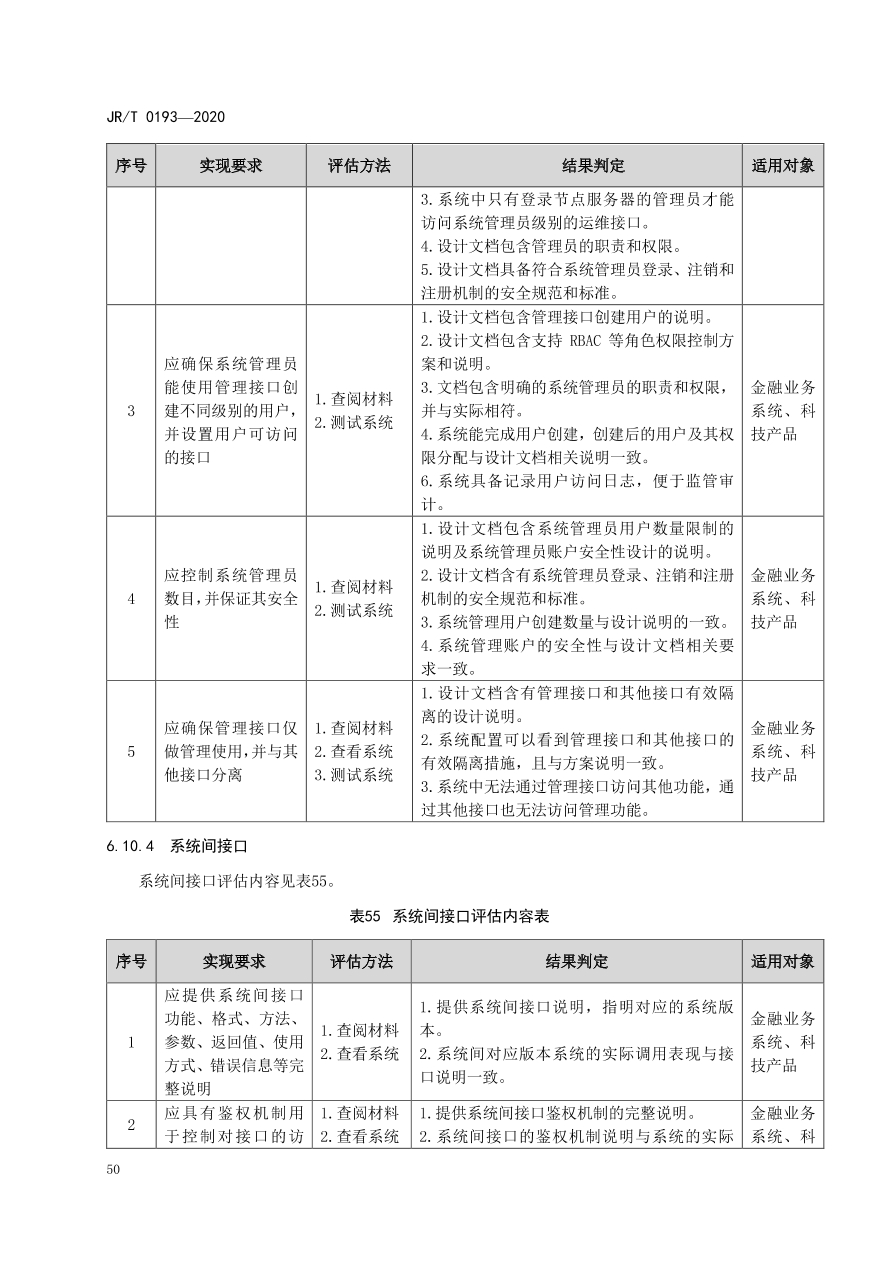 JR/T 0193—2020
序号 实现要求 评估方法 结果判定 适用对象
3.系统中只有登录节点服务器的管理员才能
访问系统管理员级别的运维接口。
4.设计文档包含管理员的职责和权限。
5.设计文档具备符合系统管理员登录、注销和
注册机制的安全规范和标准。
3
应确保系统管理员
能使用管理接口创
建不同级别的用户，
并设置用户可访问
的接口
1.查阅材料
2.测试系统
1.设计文档包含管理接口创建用户的说明。
2.设计文档包含支持 RBAC 等角色权限控制方
案和说明。
3.文档包含明确的系统管理员的职责和权限，
并与实际相符。
4.系统能完成用户创建，创建后的用户及其权
限分配与设计文档相关说明一致。
6.系统具备记录用户访问日志，便于监管审
计。
金融业务
系统、科
技产品
4
应控制系统管理员
数目，并保证其安全
性
1.查阅材料
2.测试系统
1.设计文档包含系统管理员用户数量限制的
说明及系统管理员账户安全性设计的说明。
2.设计文档含有系统管理员登录、注销和注册
机制的安全规范和标准。
3.系统管理用户创建数量与设计说明的一致。
4.系统管理账户的安全性与设计文档相关要
求一致。
金融业务
系统、科
技产品
5
应确保管理接口仅
做管理使用，并与其
他接口分离
1.查阅材料
2.查看系统
3.测试系统
1.设计文档含有管理接口和其他接口有效隔
离的设计说明。
2.系统配置可以看到管理接口和其他接口的
有效隔离措施，且与方案说明一致。
3.系统中无法通过管理接口访问其他功能，通
过其他接口也无法访问管理功能。
金融业务
系统、科
技产品
6.10.4 系统间接口
系统间接口评估内容见表55。
表55 系统间接口评估内容表
序号 实现要求 评估方法 结果判定 适用对象
1
应提供系统间接口
功能、格式、方法、
参数、返回值、使用
方式、错误信息等完
整说明
1.查阅材料
2.查看系统
1.提供系统间接口说明，指明对应的系统版
本。
2.系统间对应版本系统的实际调用表现与接
口说明一致。
金融业务
系统、科
技产品
2
应具有鉴权机制用
于控制对接口的访
1.查阅材料
2.查看系统
1.提供系统间接口鉴权机制的完整说明。
2.系统间接口的鉴权机制说明与系统的实际
金融业务
系统、科
50